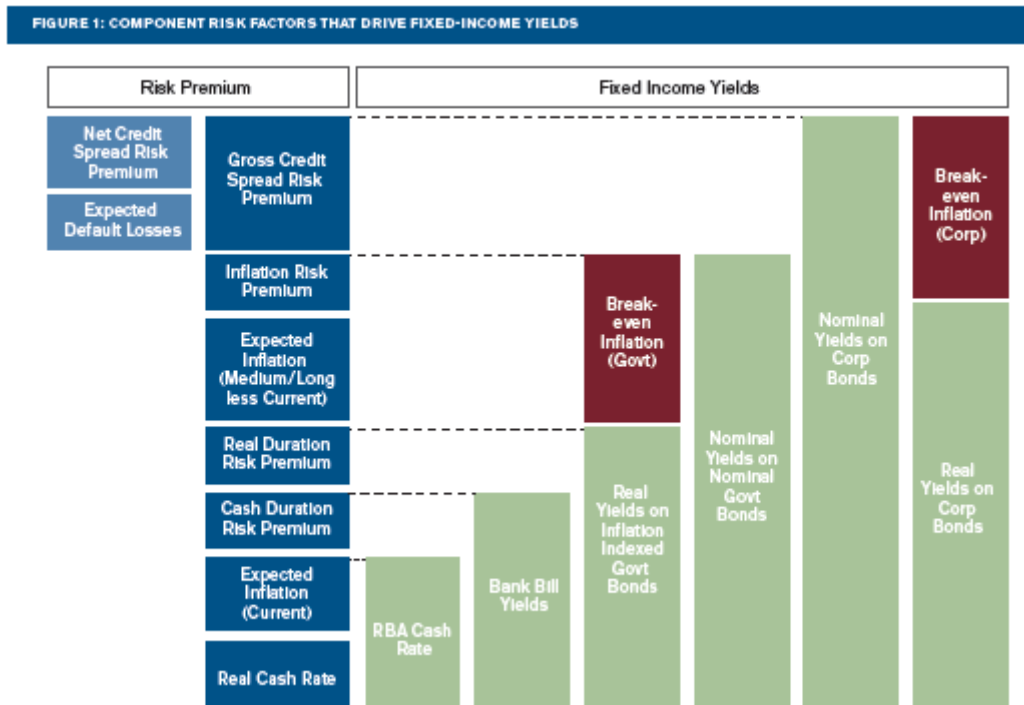 FIGURE 1: COMPONENT RISK FACTORS THAT DRIVE FIXED-INCOME YIELDS
Risk Premium
Fixed Income Yields
Net Credit
Spread Risk
Premium
Expected
Default Losses
Gross Credit
Spread Risk
Premium
Inflation Risk
Premium
Expected
Inflation
(Medium/Long
less Current)
Real Duration
Risk Premium
Cash Duration
Risk Premium
Expected
Inflation
(Current)
Real Cash Rate
RBA Cash
Rate
Bank Bill
Yields
Break-
even
Inflation
(Govt)
Real
Yields on
Inflation
Indexed
Govt
Bonds
Nominal
Yields on
Nominal
Govt
Bonds
Nominal
Yields on
Corp
Bonds
Break-
even
Inflation
(Corp)
Real
Yields on
Corp
Bonds